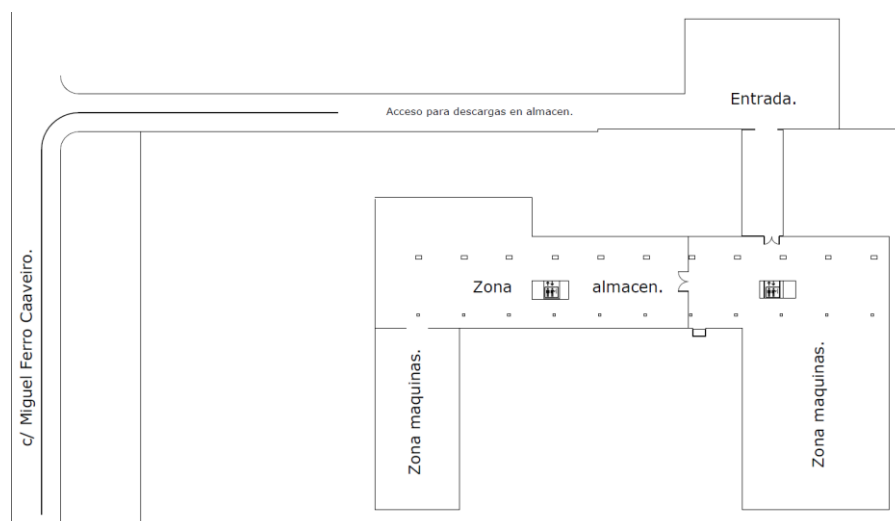 Entrada.
Acceso para descargas en almacen.
c/ Miguel Ferro Caaveiro.
Zona almacen.
Zona maquinas.
Zona maquinas.